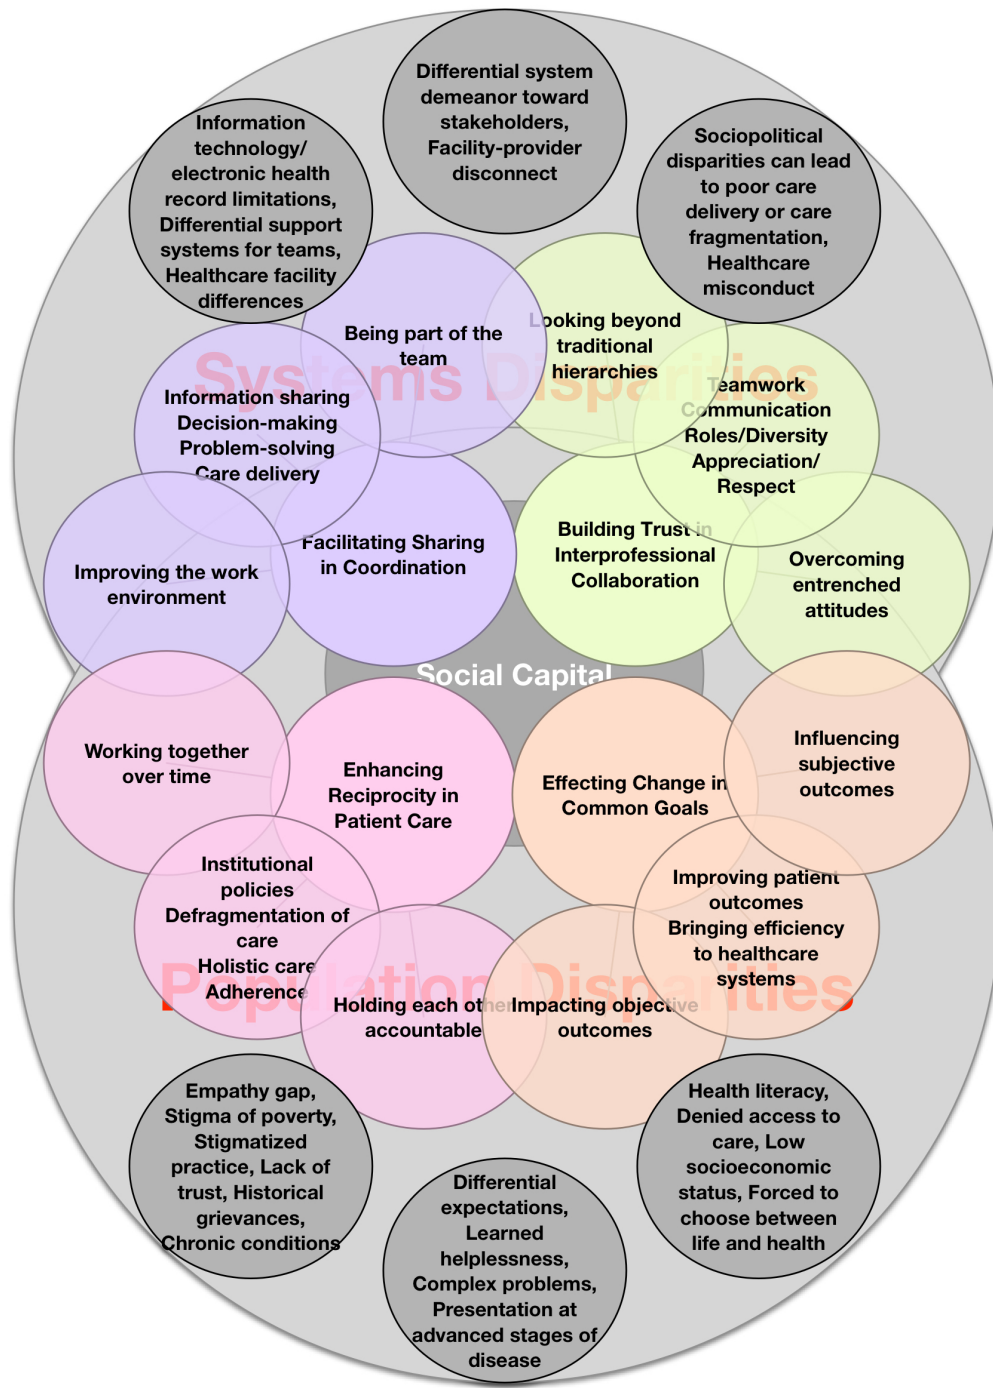 Differential system
demeanor toward
stakeholders,
Facility-provider
disconnect
Information
technology/
electronic health
record limitations,
Differential support
systems for teams,
Healthcare facility
differences
Sociopolitical
disparities can lead
to poor care
delivery or care
fragmentation,
Healthcare
misconduct
Being part of the
team
Looking beyond
traditional
hierarchies
Systems Disparities
Information sharing
Decision-making
Problem-solving
Care delivery
Teamwork
Communication
Roles/Diversity
Appreciation/
Respect
Facilitating Sharing
in Coordination
Building Trust in
Interprofessional
Collaboration
Improving the work
environment
Overcoming
entrenched
attitudes
Social Capital
Working together
over time
Enhancing
Reciprocity in
Patient Care
Effecting Change in
Common Goals
Influencing
subjective
outcomes
Institutional
policies
Defragmentation of
care
Holistic care
Adherence
Improving patient
outcomes
Bringing efficiency
to healthcare
systems
Population Disparities
Holding each other
accountable
Impacting objective
outcomes
Empathy gap,
Stigma of poverty,
Stigmatized
practice, Lack of
trust, Historical
grievances,
Chronic conditions
Differential
expectations,
Learned
helplessness,
Complex problems,
Presentation at
advanced stages of
disease
Health literacy,
Denied access to
care, Low
socioeconomic
status, Forced to
choose between
life and health